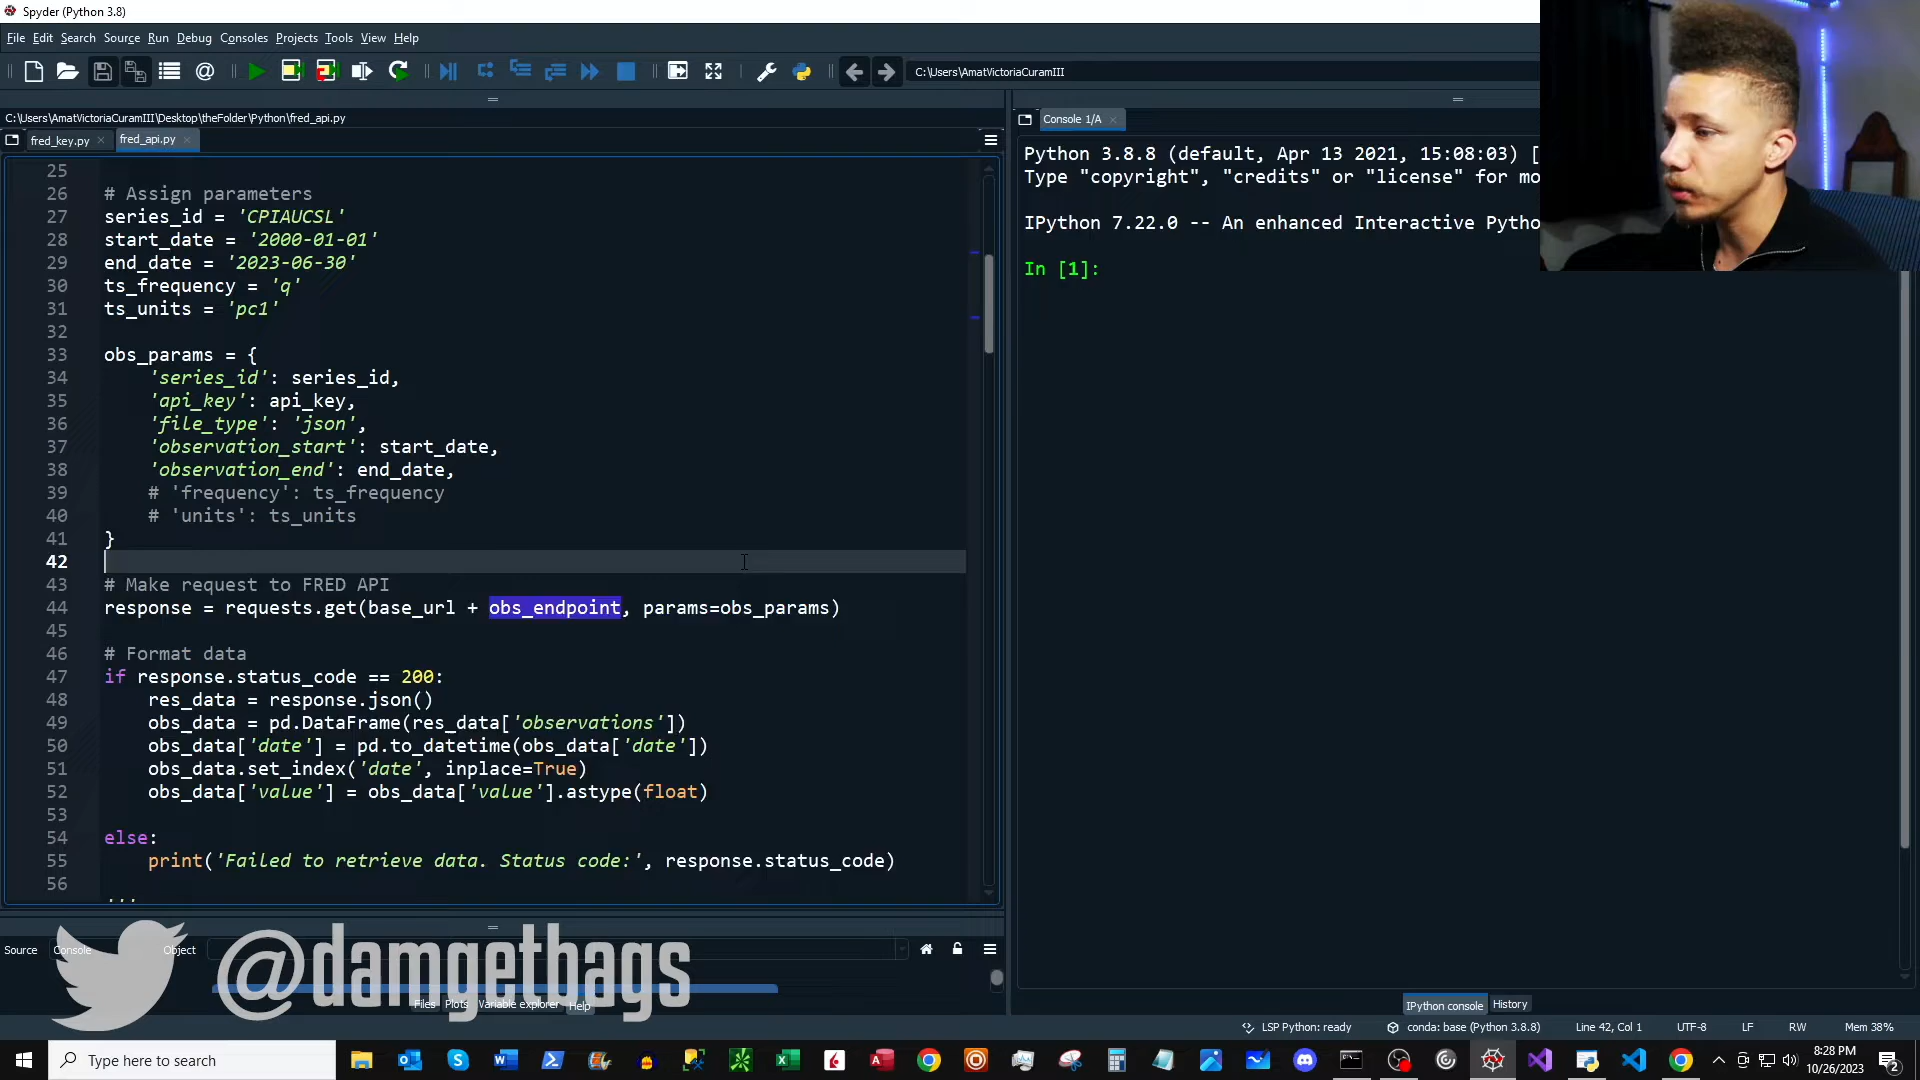 Spyder (Python 3.8)
File Edit Search Source Run Debug Consoles Projects Tools View Help
C:\Users\AmatVictoriaCuramIII
C:\Users\AmatVictoriaCuramIII\Desktop\theFolder\Python\fred_api.py
fred_key.py
fred_api.py
25
26 # Assign parameters
27 series_id = 'CPIAUCSL'
28 start_date = '2000-01-01'
29 end_date = '2023-06-30'
30 ts_frequency = 'q'
31 ts_units = 'pc1'
32
33 obs_params = {
34 'series_id': series_id,
35 'api_key': api_key,
36 'file_type': 'json',
37 'observation_start': start_date,
38 'observation_end': end_date,
39 # 'frequency': ts_frequency
40 # 'units': ts_units
41 }
42
43 # Make request to FRED API
44 response = requests.get(base_url + obs_endpoint, params=obs_params)
45
46 # Format data
47 if response.status_code == 200:
48 res_data = response.json()
49 obs_data = pd.DataFrame(res_data['observations'])
50 obs_data['date'] = pd.to_datetime(obs_data['date'])
51 obs_data.set_index('date', inplace=True)
52 obs_data['value'] = obs_data['value'].astype(float)
53
54 else:
55 print('Failed to retrieve data. Status code:', response.status_code)
56
'''
Console 1/A
Python 3.8.8 (default, Apr 13 2021, 15:08:03) [
Type "copyright", "credits" or "license" for mo
IPython 7.22.0 -- An enhanced Interactive Pytho
In [1]:
Source Console Object
@damgetbags
Files Plots Variable explorer Help
IPython console History
LSP Python: ready conda: base (Python 3.8.8) Line 42, Col 1 UTF-8 LF RW Mem 38%
Type here to search
8:28 PM
10/26/2023
2